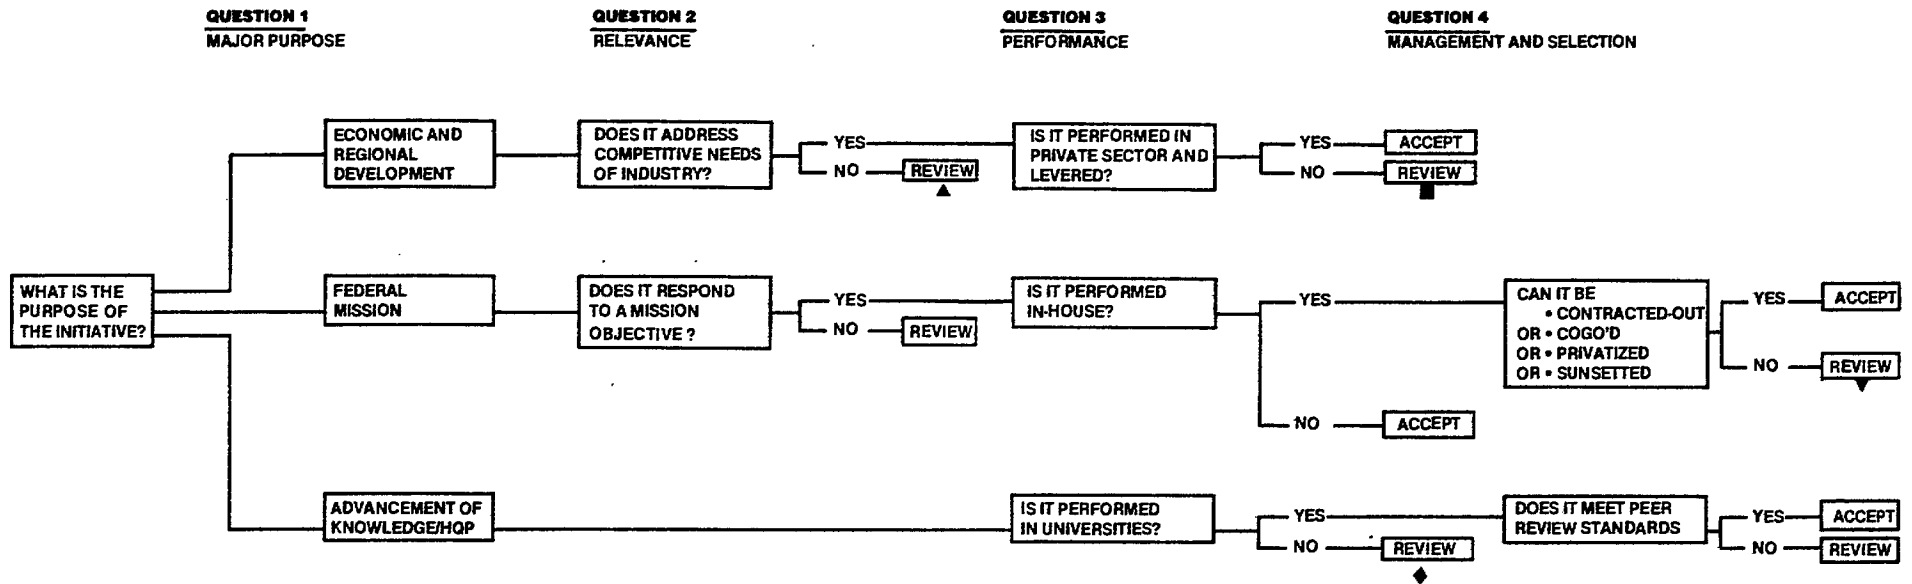 QUESTION 1
MAJOR PURPOSE
QUESTION 2
RELEVANCE
QUESTION 3
PERFORMANCE
QUESTION 4
MANAGEMENT AND SELECTION
ECONOMIC AND
REGIONAL
DEVELOPMENT
DOES IT ADDRESS
COMPETITIVE NEEDS
OF INDUSTRY?
YES
NO
REVIEW
IS IT PERFORMED IN
PRIVATE SECTOR AND
LEVERED?
YES
ACCEPT
NO
REVIEW
WHAT IS THE
PURPOSE OF
THE INITIATIVE?
FEDERAL
MISSION
DOES IT RESPOND
TO A MISSION
OBJECTIVE ?
YES
NO
REVIEW
IS IT PERFORMED
IN-HOUSE?
YES
NO
ACCEPT
CAN IT BE
• CONTRACTED-OUT
OR • COGO'D
OR • PRIVATIZED
OR • SUNSETTED
YES
ACCEPT
NO
REVIEW
ADVANCEMENT OF
KNOWLEDGE/HQP
IS IT PERFORMED
IN UNIVERSITIES?
YES
NO
REVIEW
DOES IT MEET PEER
REVIEW STANDARDS
YES
ACCEPT
NO
REVIEW